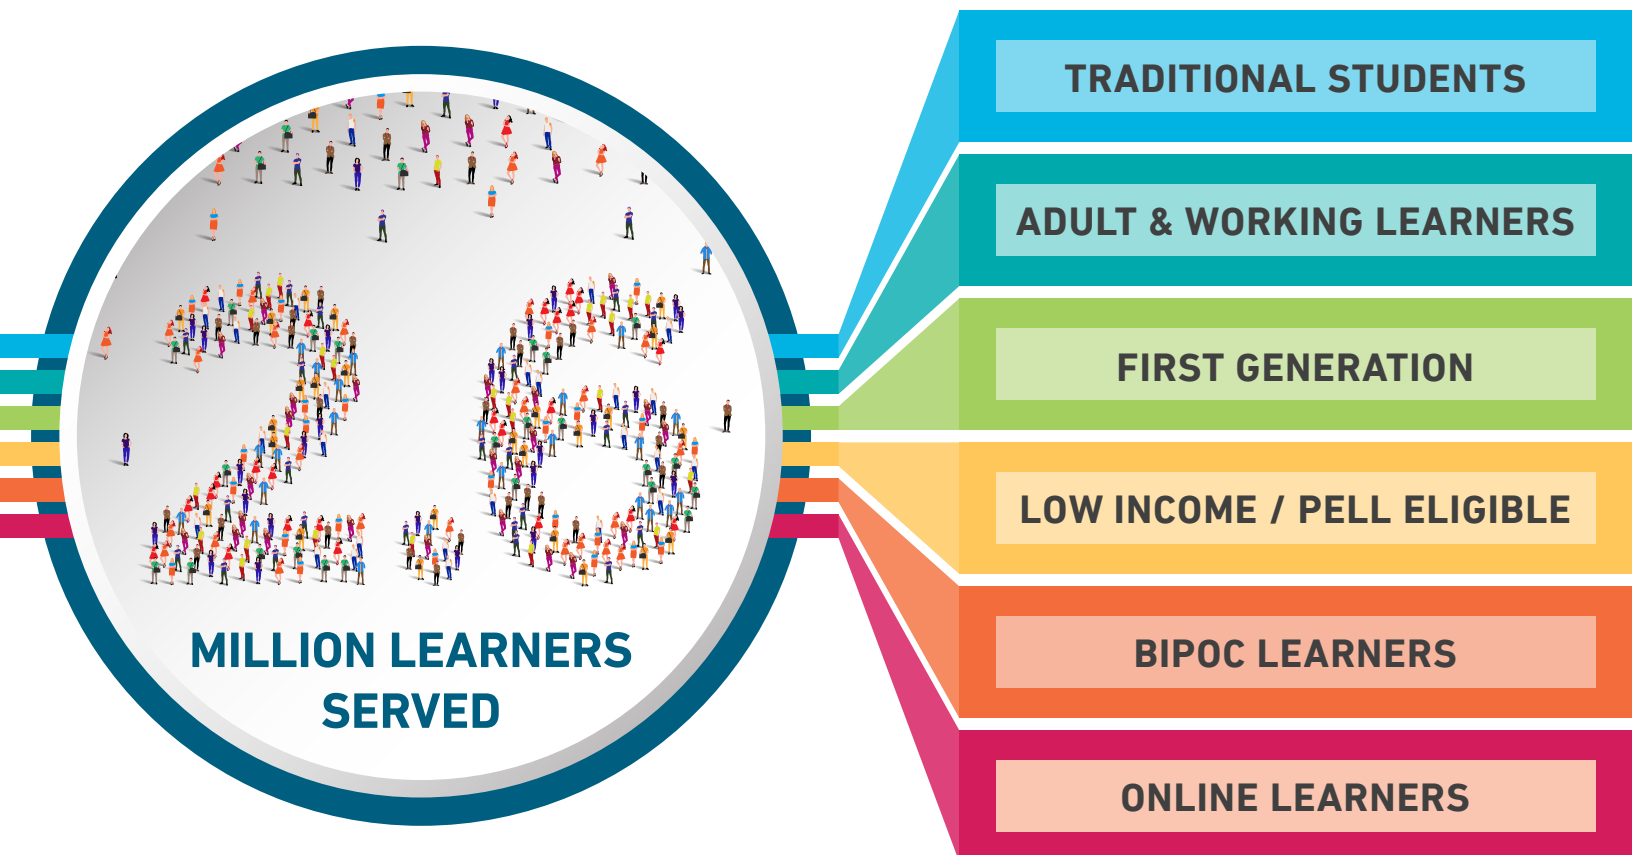 2.6
MILLION LEARNERS
SERVED
TRADITIONAL STUDENTS
ADULT & WORKING LEARNERS
FIRST GENERATION
LOW INCOME / PELL ELIGIBLE
BIPOC LEARNERS
ONLINE LEARNERS